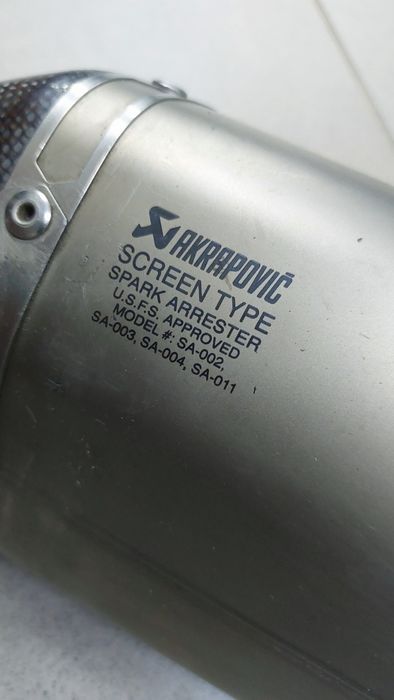 AKRAPOVIČ
SCREEN TYPE
SPARK ARRESTER
U.S.F.S. APPROVED
MODEL #: SA-002,
SA-003, SA-004, SA-011